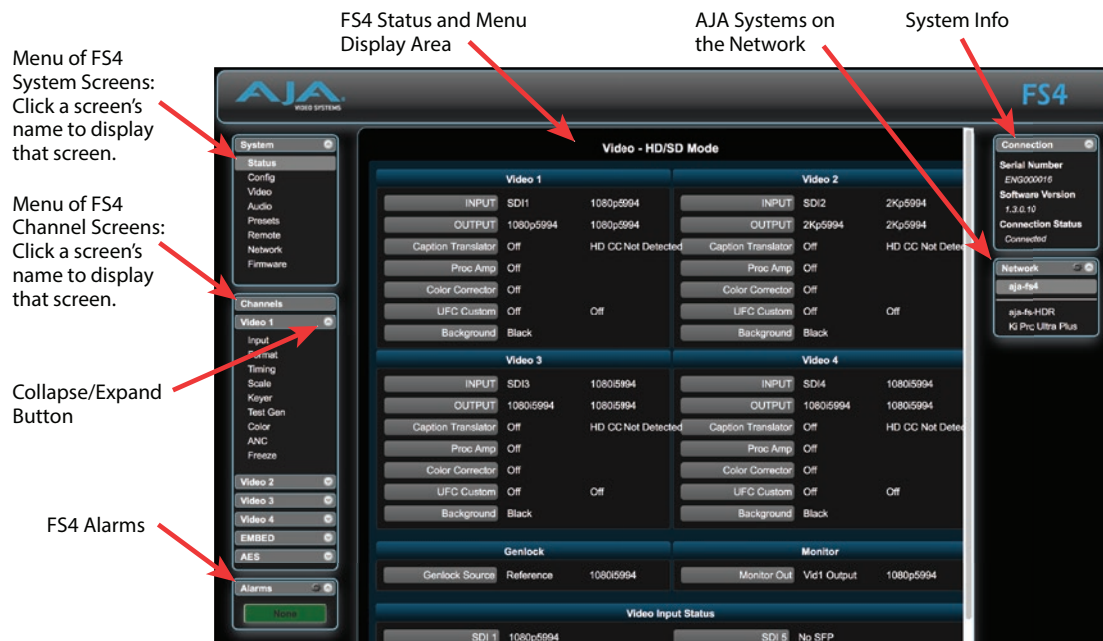 FS4 Status and Menu
Display Area
AJA Systems on
the Network
System Info
Menu of FS4
System Screens:
Click a screen's
name to display
that screen.
Menu of FS4
Channel Screens:
Click a screen's
name to display
that screen.
Collapse/Expand
Button
FS4 Alarms
AJA
VIDEO SYSTEMS
FS4
System
Status
Config
Video
Audio
Presets
Remote
Network
Firmware
Channels
Video 1
Input
Format
Timing
Scale
Keyer
Test Gen
Color
ANC
Freeze
Video 2
Video 3
Video 4
EMBED
AES
Alarms
None
Video - HD/SD Mode
Video 1
INPUT SDI1 1080p5994
OUTPUT 1080p5994 1080p5994
Caption Translator Off HD CC Not Detected
Proc Amp Off
Color Corrector Off
UFC Custom Off Off
Background Black
Video 2
INPUT SDI2 2Kp5994
OUTPUT 2Kp5994 2Kp5994
Caption Translator Off HD CC Not Detec
Proc Amp Off
Color Corrector Off
UFC Custom Off Off
Background Black
Video 3
INPUT SDI3 1080i5994
OUTPUT 1080i5994 1080i5994
Caption Translator Off HD CC Not Detected
Proc Amp Off
Color Corrector Off
UFC Custom Off Off
Background Black
Video 4
INPUT SDI4 1080i5994
OUTPUT 1080i5994 1080i5994
Caption Translator Off HD CC Not Detec
Proc Amp Off
Color Corrector Off
UFC Custom Off Off
Background Black
Genlock
Genlock Source Reference 1080i5994
Monitor
Monitor Out Vid1 Output 1080p5994
Video Input Status
SDI 1 1080p5994
SDI 5 No SFP
Connection
Serial Number
ENG000016
Software Version
1.3.0.10
Connection Status
Connected
Network
aja-fs4
aja-fs-HDR
Ki Pro Ultra Plus